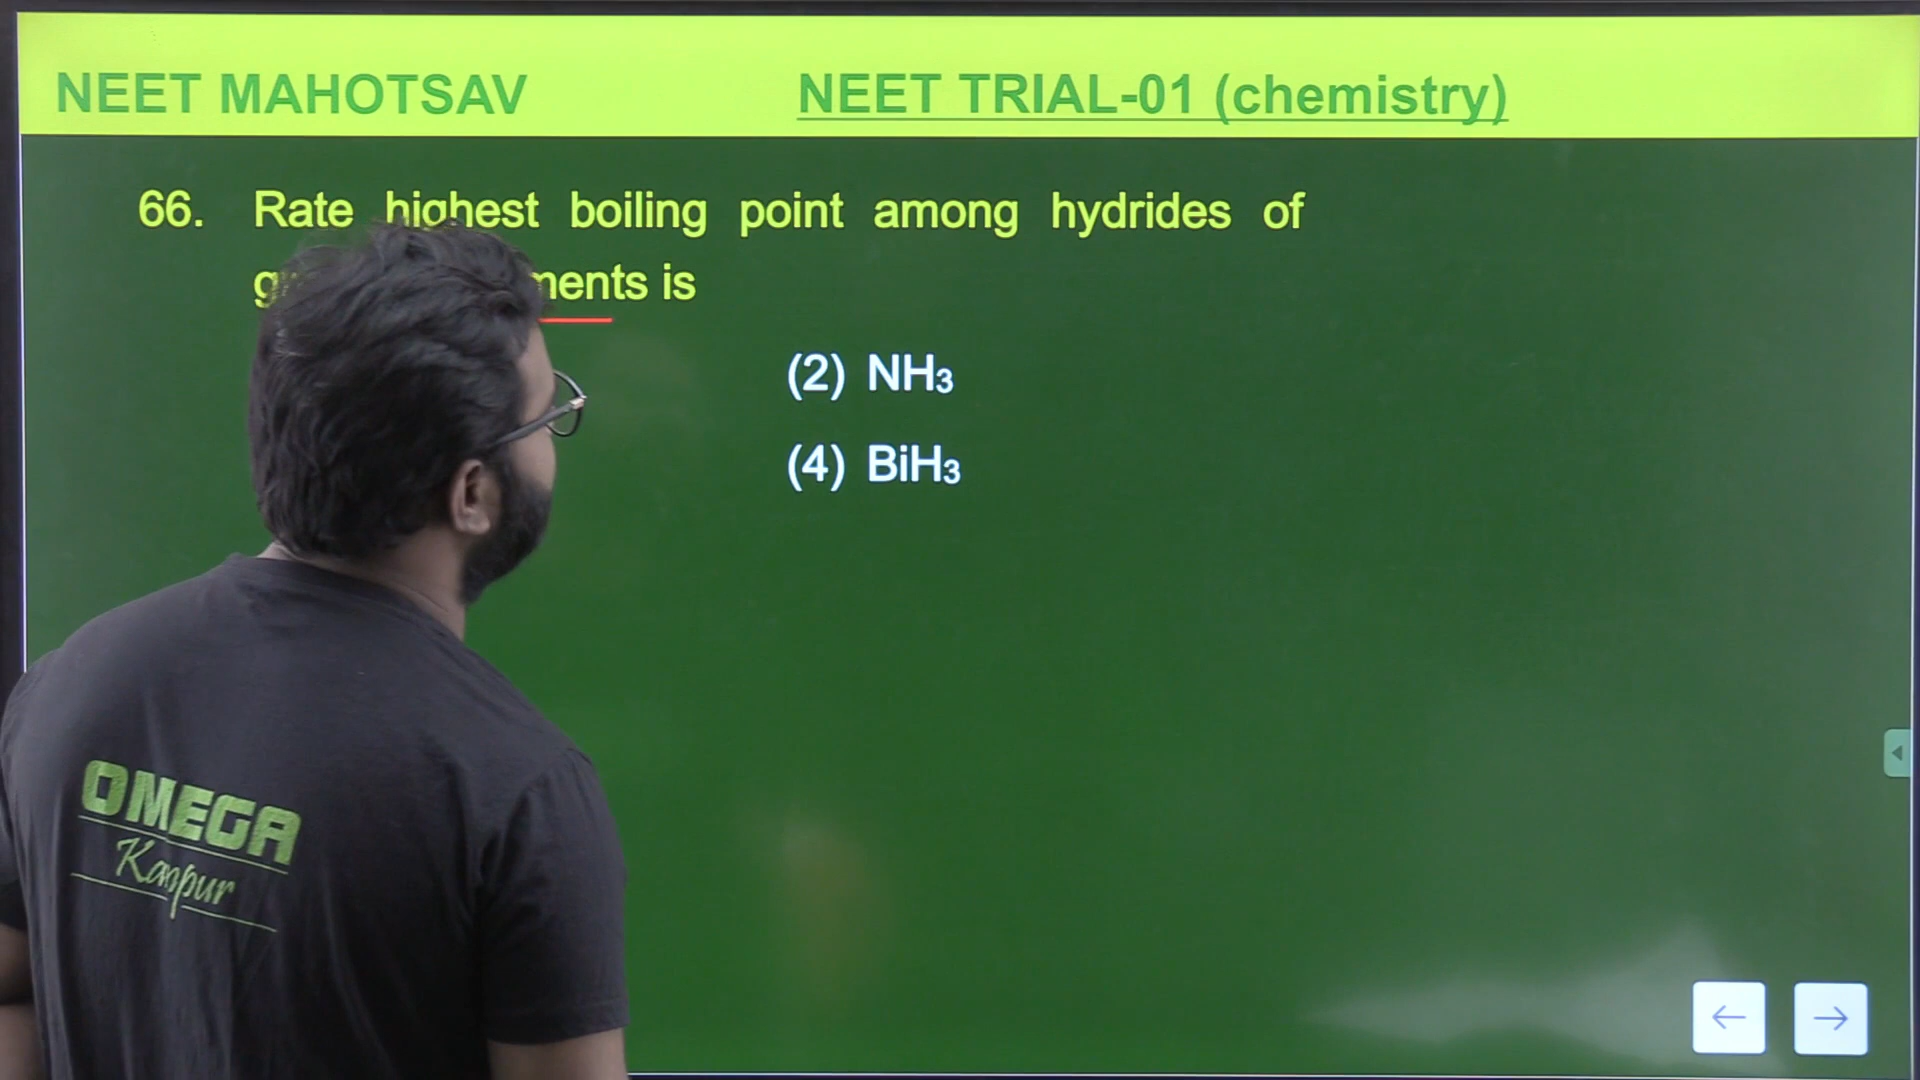 NEET MAHOTSAV
NEET TRIAL-01 (chemistry)
66. Rate highest boiling point among hydrides of
is
(2) NH₃
(4) BiH₃
OMEGA
Kanpur